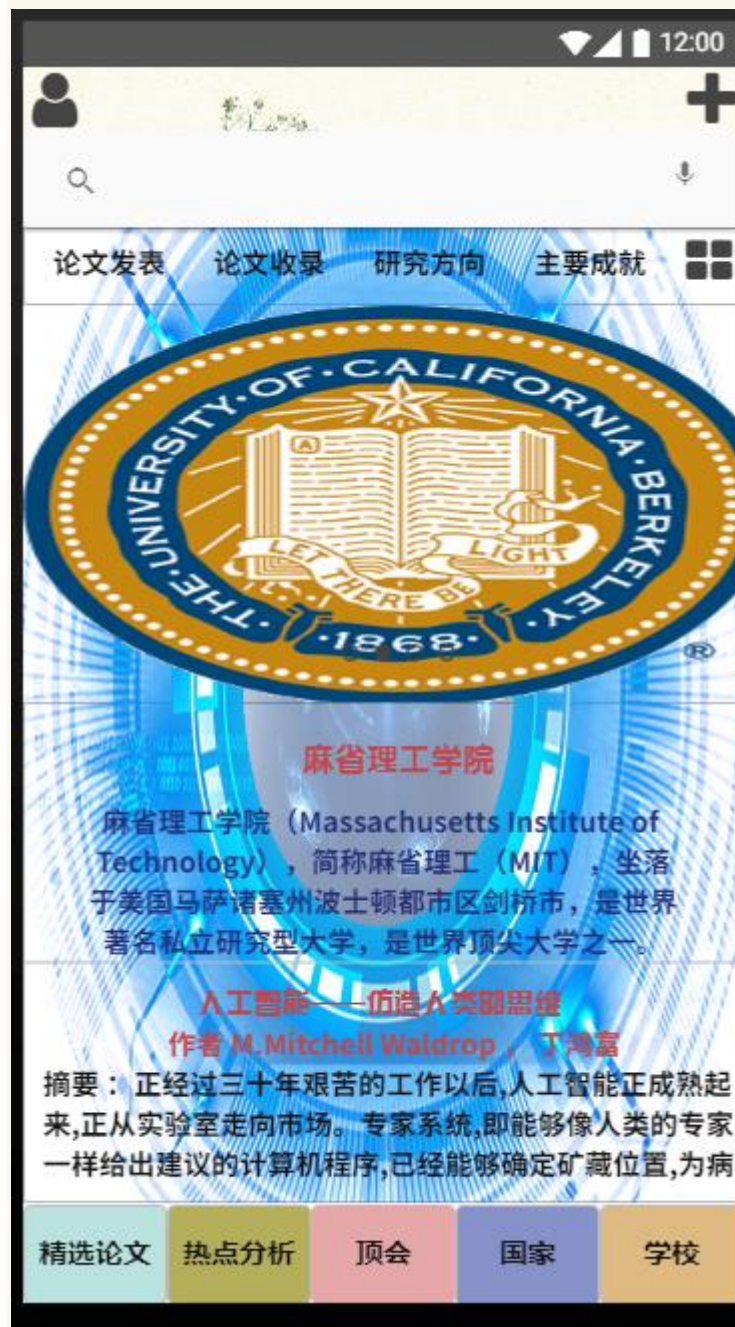 12:00
论文发表 论文收录 研究方向 主要成就
THE·UNIVERSITY·OF·CALIFORNIA·BERKELEY·
A
LET THERE BE LIGHT
·1868·
®
麻省理工学院
麻省理工学院（Massachusetts Institute of
Technology），简称麻省理工（MIT），坐落
于美国马萨诸塞州波士顿都市区剑桥市，是世界
著名私立研究型大学，是世界顶尖大学之一。
人工智能——仿造人类的思维
作者 M.Mitchell Waldrop ， 丁鸿富
摘要： 正经过三十年艰苦的工作以后,人工智能正成熟起
来,正从实验室走向市场。专家系统,即能够像人类的专家
一样给出建议的计算机程序,已经能够确定矿藏位置,为病
精选论文 热点分析 顶会 国家 学校